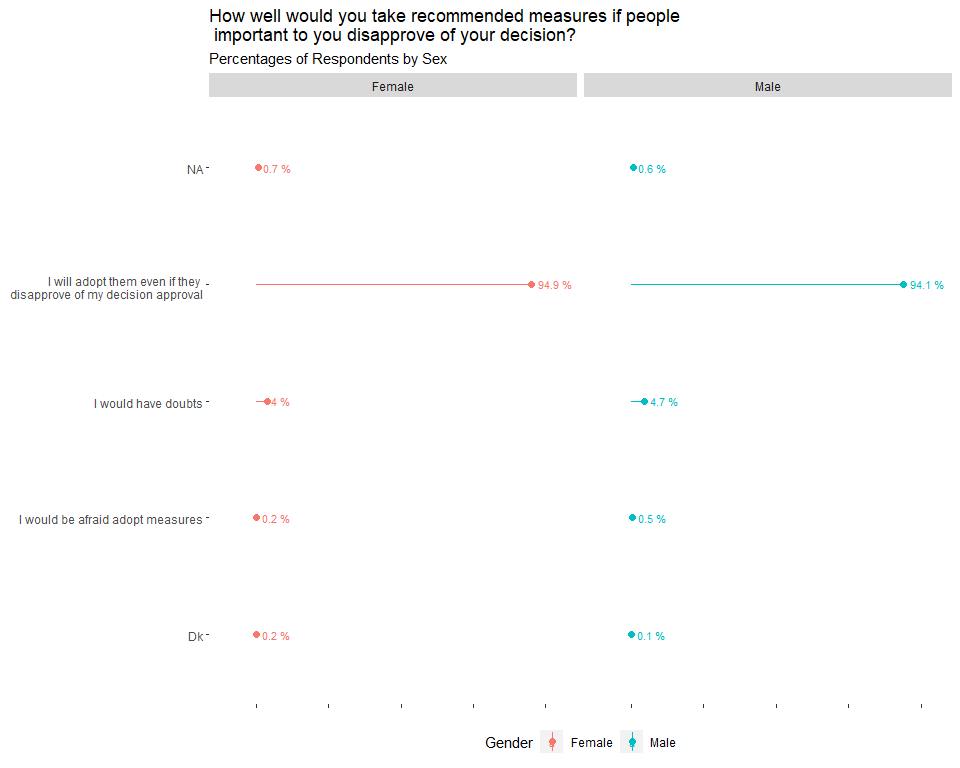 How well would you take recommended measures if people
important to you disapprove of your decision?
Percentages of Respondents by Sex
Female Male
NA 0.7 % 0.6 %
I will adopt them even if they
disapprove of my decision approval 94.9 % 94.1 %
I would have doubts 4 % 4.7 %
I would be afraid adopt measures 0.2 % 0.5 %
Dk 0.2 % 0.1 %
Gender Female Male